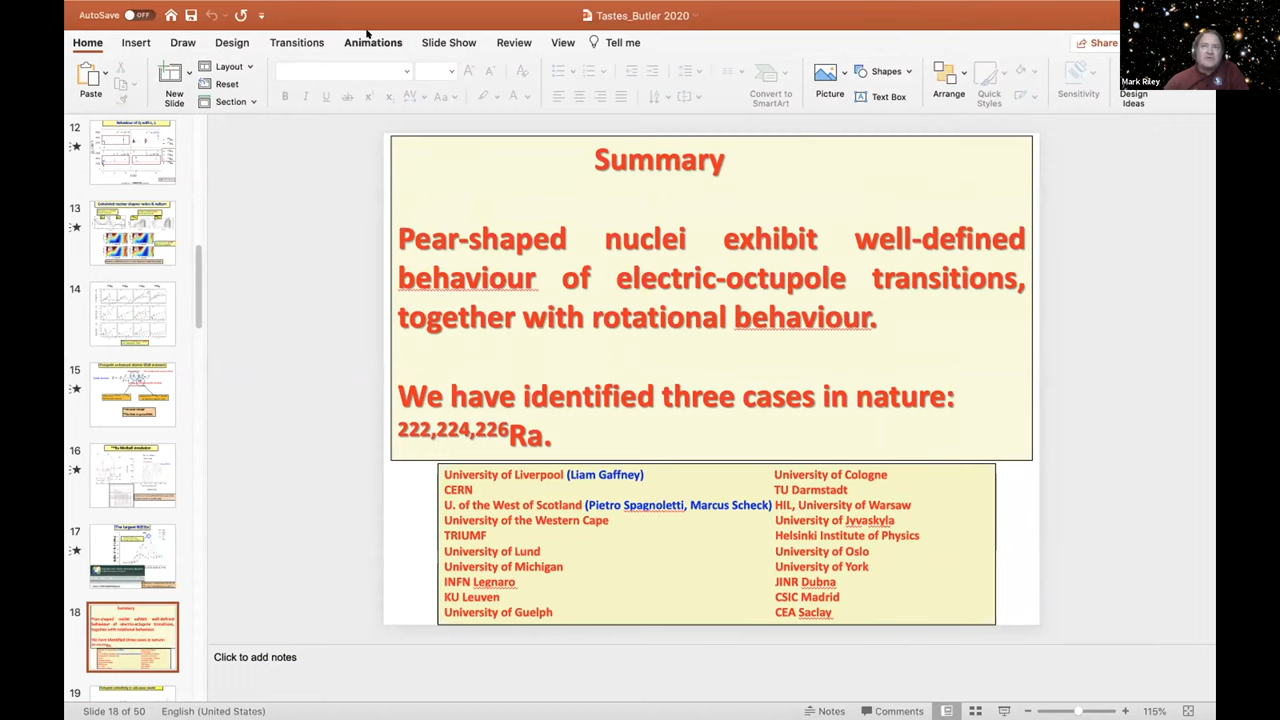 AutoSave OFF
Tastes_Butler 2020
Home Insert Draw Design Transitions Animations Slide Show Review View Tell me
Share
Mark Riley
Paste
New Slide
Layout
Reset
Section
Convert to SmartArt
Picture
Shapes
Text Box
Arrange
Quick Styles
Sensitivity
Design Ideas
12
13
14
15
16
17
18
19
Summary
Pear-shaped nuclei exhibit well-defined
behaviour of electric-octupole transitions,
together with rotational behaviour.
We have identified three cases in nature:
222,224,226Ra.
University of Liverpool (Liam Gaffney) University of Cologne
CERN TU Darmstadt
U. of the West of Scotland (Pietro Spagnoletti, Marcus Scheck) HIL, University of Warsaw
University of the Western Cape University of Jyvaskyla
TRIUMF Helsinki Institute of Physics
University of Lund University of Oslo
University of Michigan University of York
INFN Legnaro JINR Dubna
KU Leuven CSIC Madrid
University of Guelph CEA Saclay
Click to add notes
Slide 18 of 50 English (United States) Notes Comments 115%